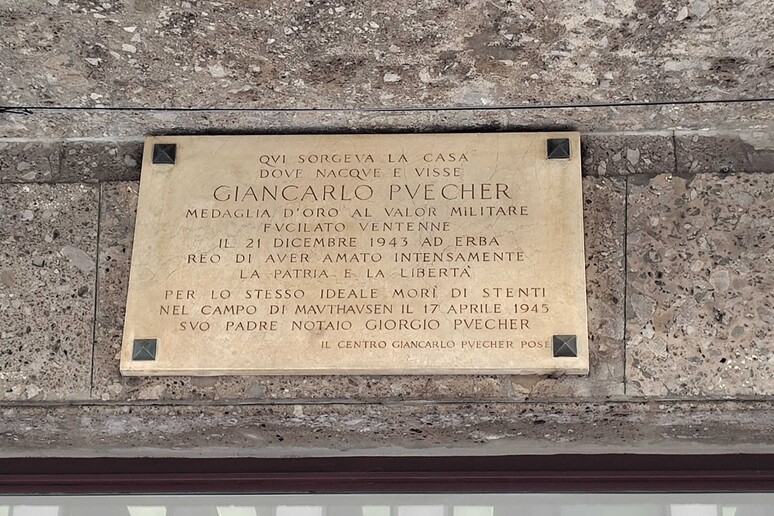 QVI SORGEVA LA CASA
DOVE NACQVE E VISSE
GIANCARLO PVECHER
MEDAGLIA D'ORO AL VALOR MILITARE
FVCILATO VENTENNE
IL 21 DICEMBRE 1943 AD ERBA
REO DI AVER AMATO INTENSAMENTE
LA PATRIA E LA LIBERTÀ
PER LO STESSO IDEALE MORÌ DI STENTI
NEL CAMPO DI MAVTHAVSEN IL 17 APRILE 1945
SVO PADRE NOTAIO GIORGIO PVECHER
IL CENTRO GIANCARLO PVECHER POSE